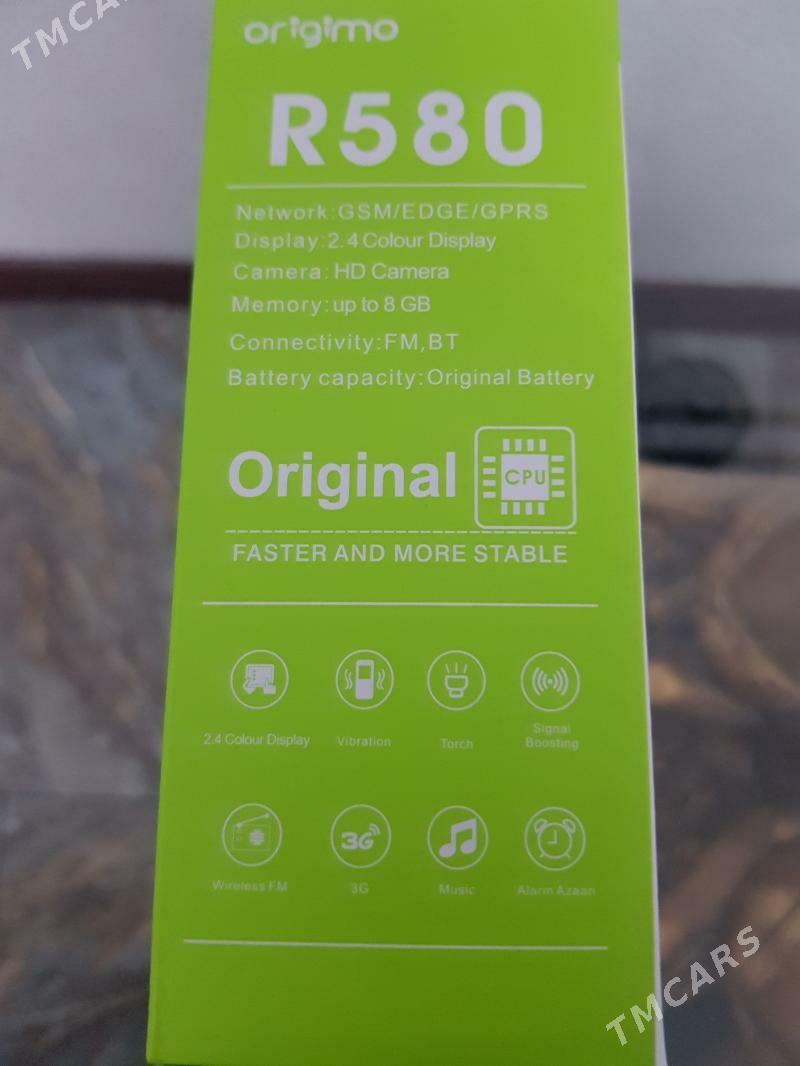 TMCARS
origimo
R580
Network:GSM/EDGE/GPRS
Display:2.4 Colour Display
Camera: HD Camera
Memory:up to 8 GB
Connectivity:FM,BT
Battery capacity:Original Battery
Original CPU
FASTER AND MORE STABLE
2.4 Colour Display
Vibration
Torch
Signal
Boosting
3G
Wireless FM
3G
Music
Alarm Azaan
TMCARS